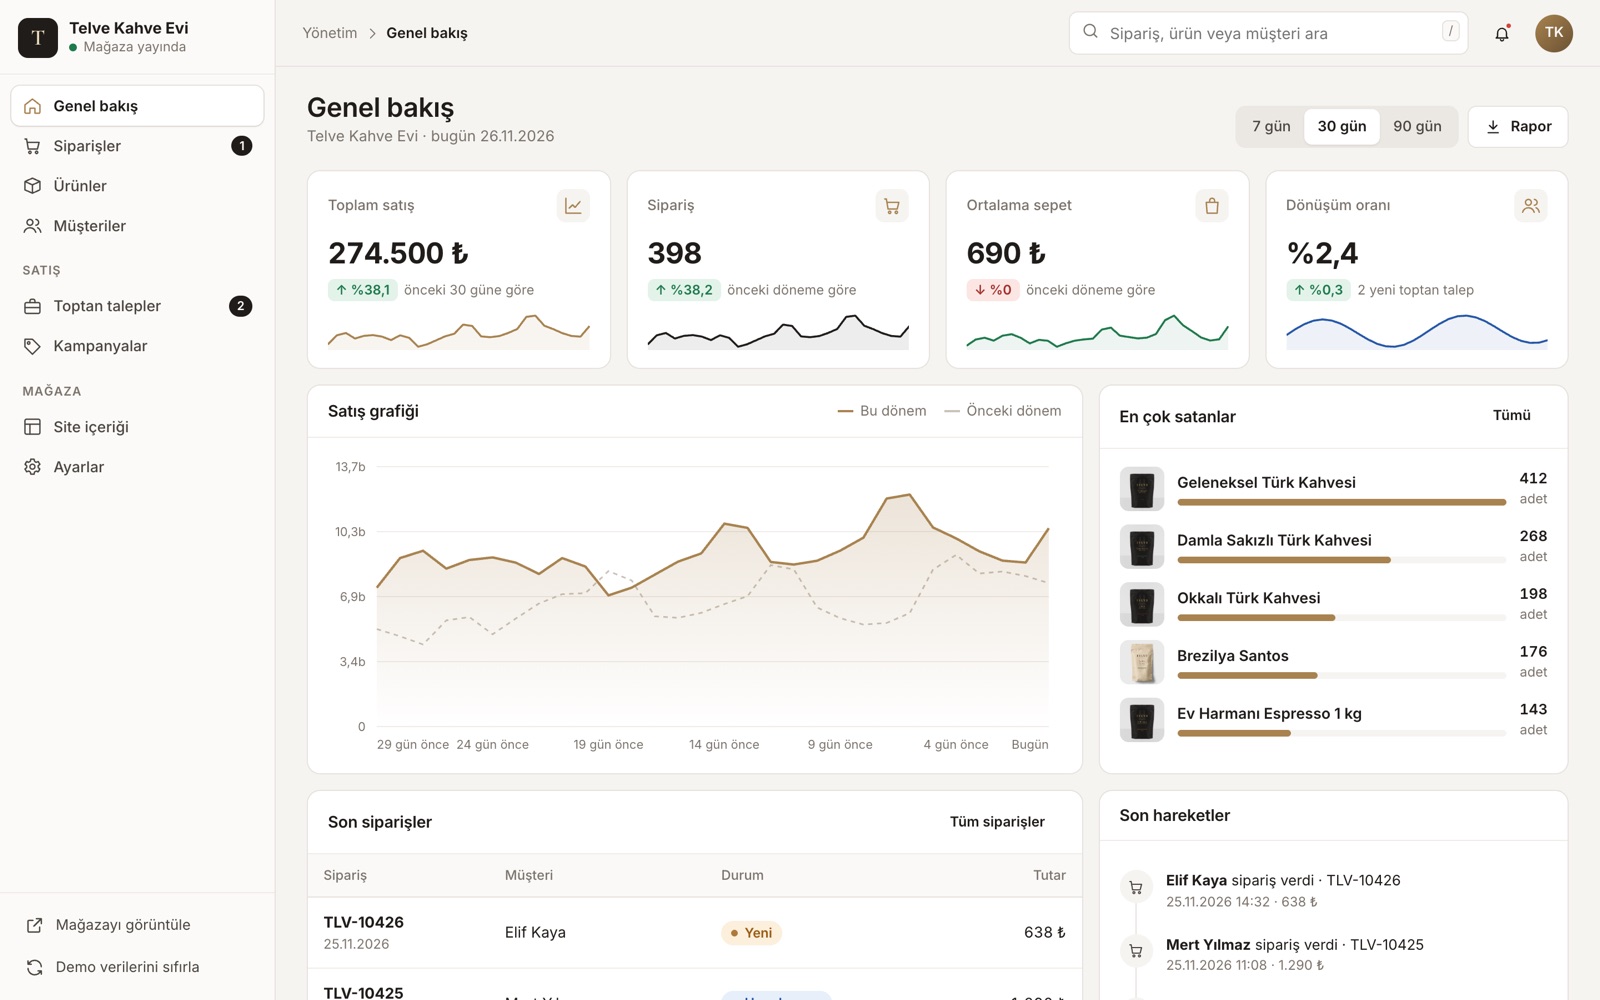 T
Telve Kahve Evi
Mağaza yayında
Yönetim > Genel bakış
Sipariş, ürün veya müşteri ara
/
TK
Genel bakış
Siparişler 1
Ürünler
Müşteriler
SATIŞ
Toptan talepler 2
Kampanyalar
MAĞAZA
Site içeriği
Ayarlar
Mağazayı görüntüle
Demo verilerini sıfırla
Genel bakış
Telve Kahve Evi · bugün 26.11.2026
7 gün 30 gün 90 gün
Rapor
Toplam satış
274.500 ₺
↑ %38,1 önceki 30 güne göre
Sipariş
398
↑ %38,2 önceki döneme göre
Ortalama sepet
690 ₺
↓ %0 önceki döneme göre
Dönüşüm oranı
%2,4
↑ %0,3 2 yeni toptan talep
Satış grafiği
Bu dönem Önceki dönem
13,7b
10,3b
6,9b
3,4b
0
29 gün önce 24 gün önce 19 gün önce 14 gün önce 9 gün önce 4 gün önce Bugün
En çok satanlar Tümü
Geleneksel Türk Kahvesi 412 adet
Damla Sakızlı Türk Kahvesi 268 adet
Okkalı Türk Kahvesi 198 adet
Brezilya Santos 176 adet
Ev Harmanı Espresso 1 kg 143 adet
Son siparişler Tüm siparişler
Sipariş Müşteri Durum Tutar
TLV-10426 Elif Kaya Yeni 638 ₺
25.11.2026
TLV-10425
Son hareketler
Elif Kaya sipariş verdi · TLV-10426
25.11.2026 14:32 · 638 ₺
Mert Yılmaz sipariş verdi · TLV-10425
25.11.2026 11:08 · 1.290 ₺